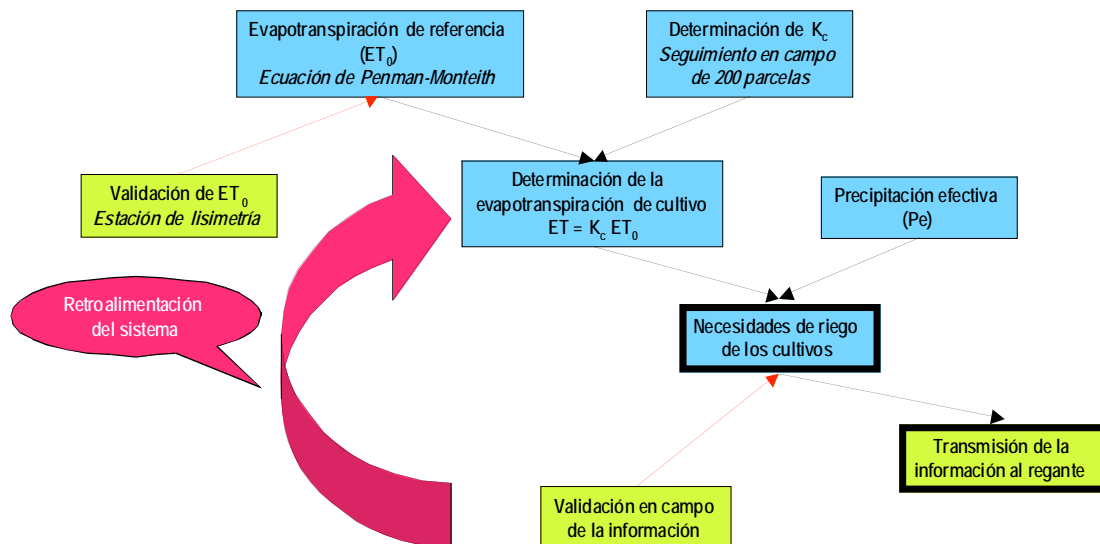 Evapotranspiración de referencia
(ET0)
Ecuación de Penman-Monteith
Determinación de Kc
Seguimiento en campo
de 200 parcelas
Validación de ET0
Estación de lisimetría
Determinación de la
evapotranspiración de cultivo
ET = Kc ET0
Precipitación efectiva
(Pe)
Retroalimentación
del sistema
Necesidades de riego
de los cultivos
Transmisión de la
información al regante
Validación en campo
de la información